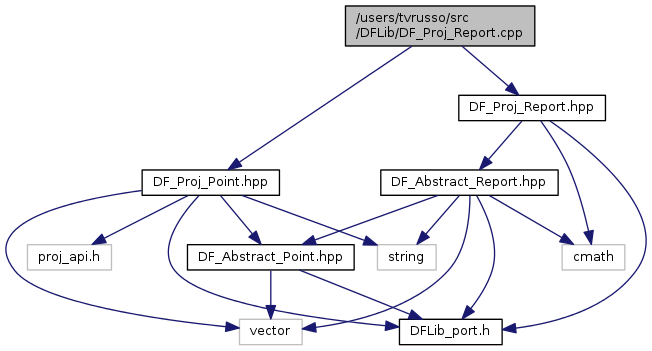 /users/tvrusso/src
/DFLib/DF_Proj_Report.cpp
DF_Proj_Report.hpp
DF_Proj_Point.hpp
DF_Abstract_Report.hpp
proj_api.h
DF_Abstract_Point.hpp
string
cmath
vector
DFLib_port.h